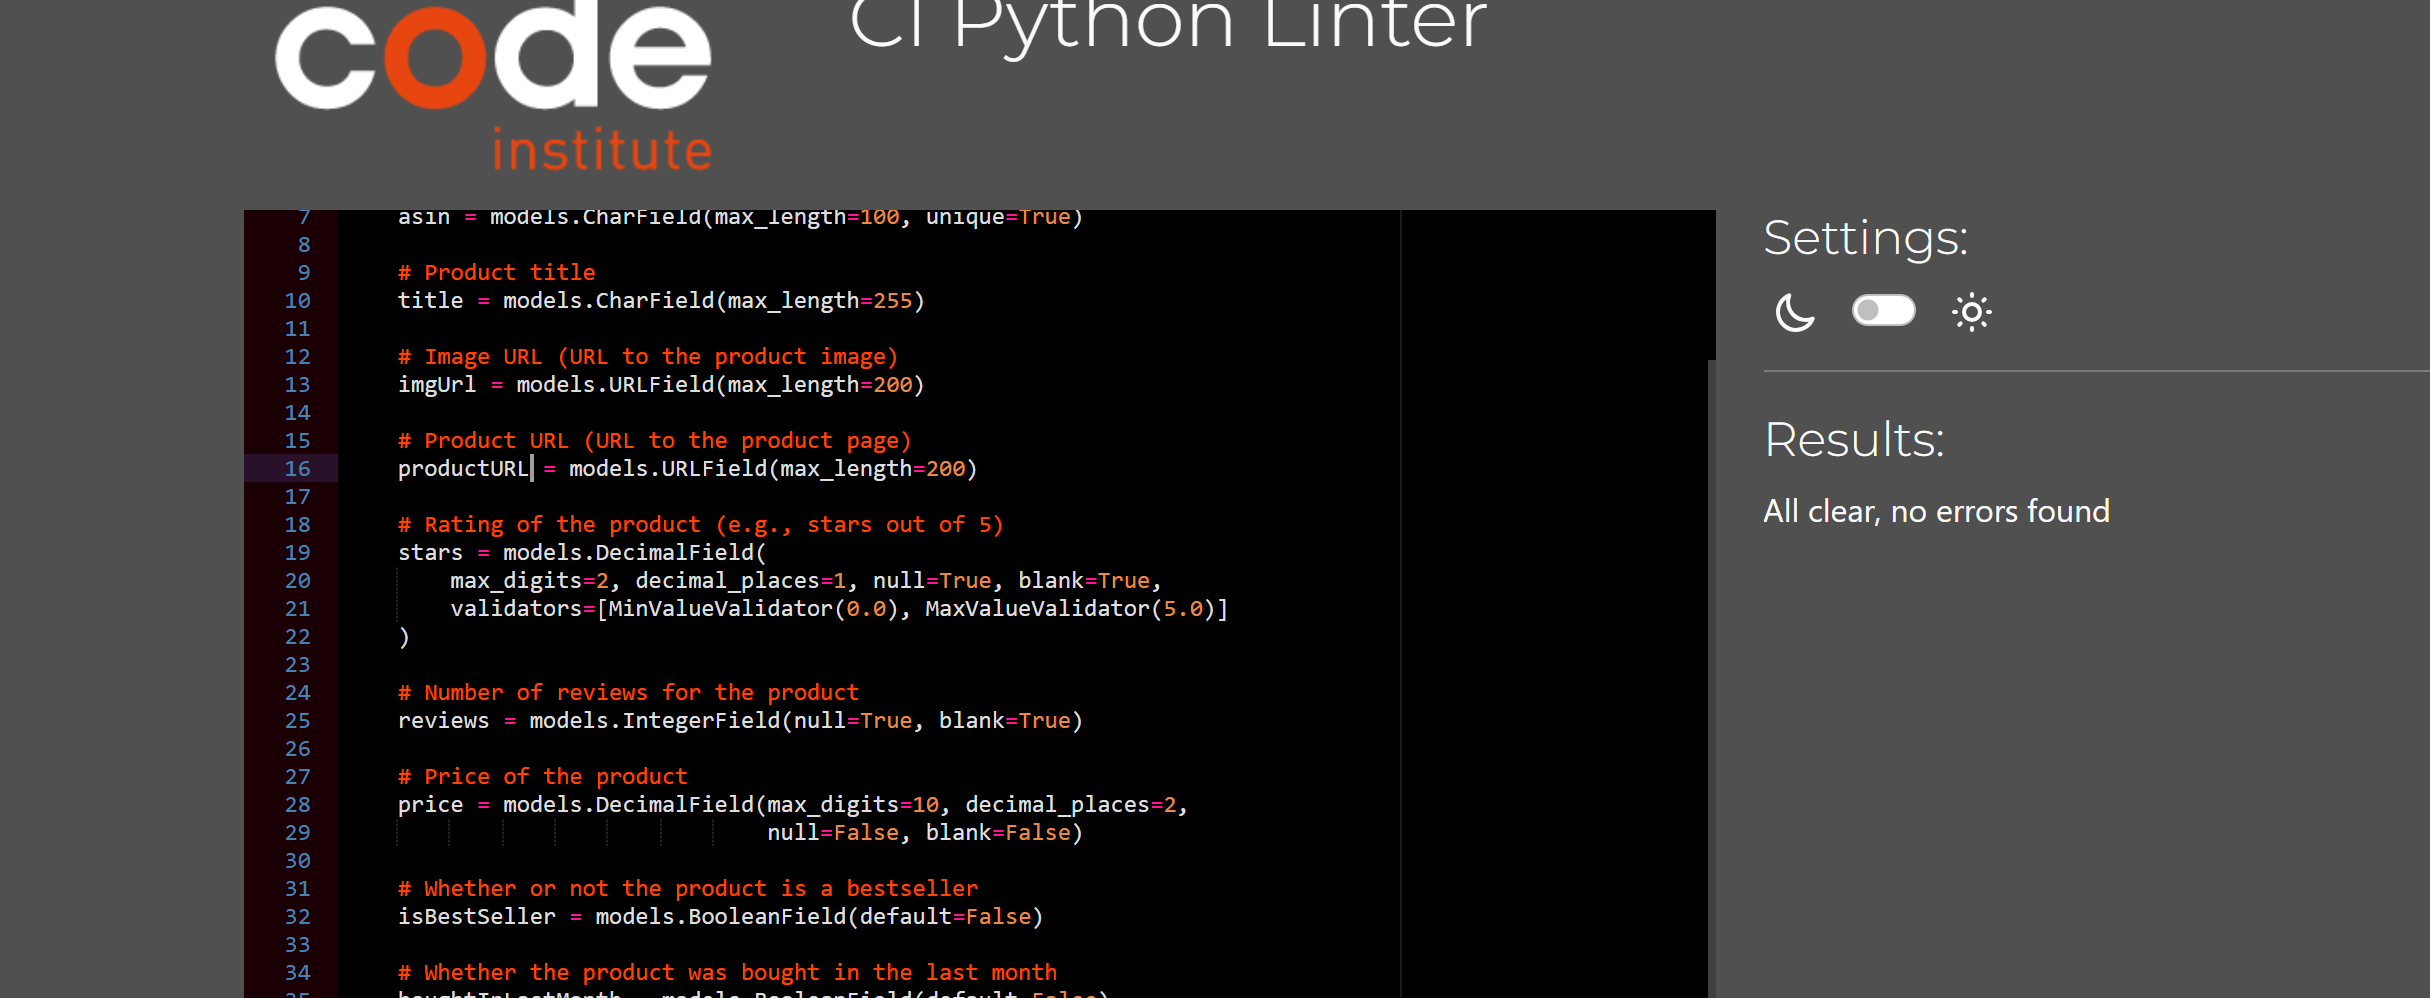 code
institute
CI Python Linter
7 asin = models.CharField(max_length=100, unique=True)
8
9 # Product title
10 title = models.CharField(max_length=255)
11
12 # Image URL (URL to the product image)
13 imgUrl = models.URLField(max_length=200)
14
15 # Product URL (URL to the product page)
16 productURL = models.URLField(max_length=200)
17
18 # Rating of the product (e.g., stars out of 5)
19 stars = models.DecimalField(
20 max_digits=2, decimal_places=1, null=True, blank=True,
21 validators=[MinValueValidator(0.0), MaxValueValidator(5.0)]
22 )
23
24 # Number of reviews for the product
25 reviews = models.IntegerField(null=True, blank=True)
26
27 # Price of the product
28 price = models.DecimalField(max_digits=10, decimal_places=2,
29 null=False, blank=False)
30
31 # Whether or not the product is a bestseller
32 isBestSeller = models.BooleanField(default=False)
33
34 # Whether the product was bought in the last month
35 boughtInLastMonth = models.BooleanField(default=False)
Settings:
Results:
All clear, no errors found